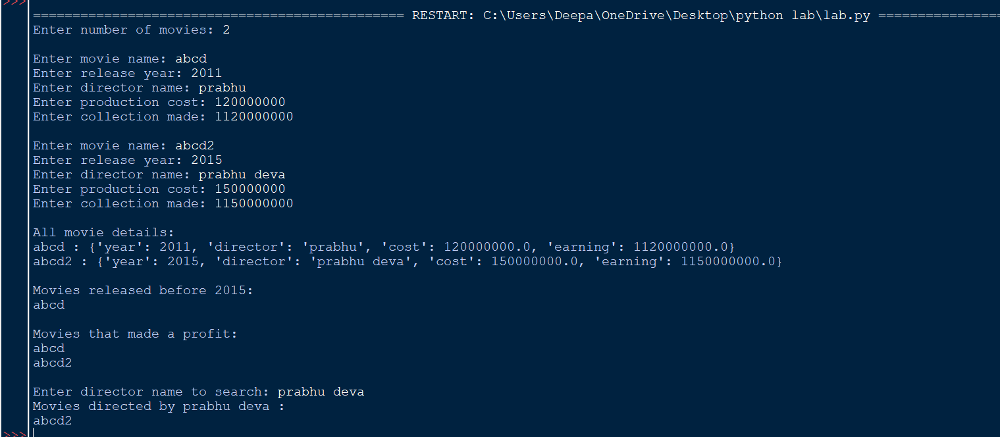 >>>
============================================== RESTART: C:\Users\Deepa\OneDrive\Desktop\python lab\lab.py ================
Enter number of movies: 2
Enter movie name: abcd
Enter release year: 2011
Enter director name: prabhu
Enter production cost: 120000000
Enter collection made: 1120000000
Enter movie name: abcd2
Enter release year: 2015
Enter director name: prabhu deva
Enter production cost: 150000000
Enter collection made: 1150000000
All movie details:
abcd : {'year': 2011, 'director': 'prabhu', 'cost': 120000000.0, 'earning': 1120000000.0}
abcd2 : {'year': 2015, 'director': 'prabhu deva', 'cost': 150000000.0, 'earning': 1150000000.0}
Movies released before 2015:
abcd
Movies that made a profit:
abcd
abcd2
Enter director name to search: prabhu deva
Movies directed by prabhu deva :
abcd2
>>>